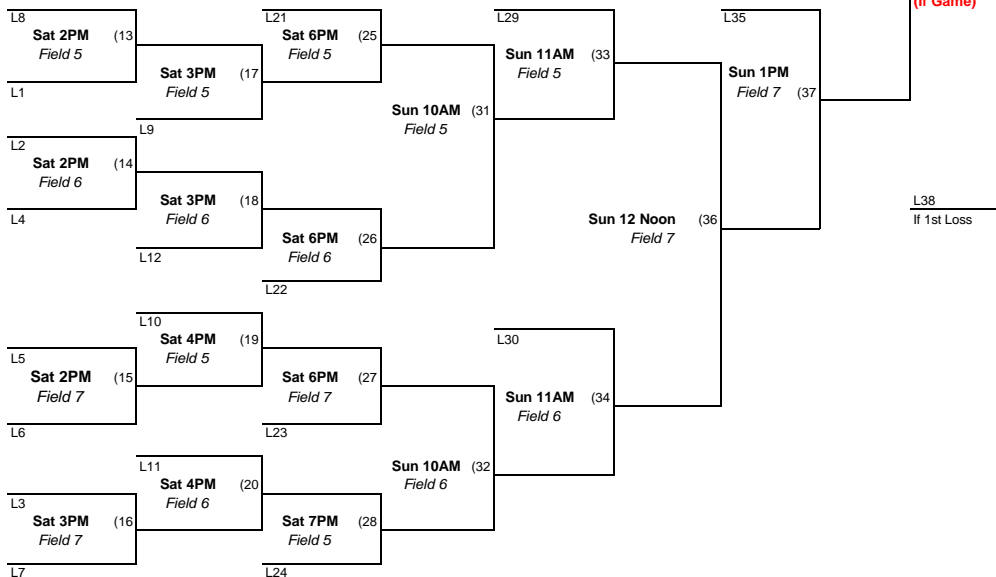 (If Game)
L8
L21
L29
L35
Sat 2PM (13
Field 5
Sat 6PM (25
Field 5
Sun 11AM (33
Field 5
Sat 3PM (17
Field 5
Sun 1PM
Field 7 (37
L1
Sun 10AM (31
Field 5
L9
L2
Sat 2PM (14
Field 6
Sat 3PM (18
Field 6
L4
L38
If 1st Loss
Sun 12 Noon (36
Field 7
Sat 6PM (26
Field 6
L12
L22
L10
Sat 4PM (19
Field 5
L30
L5
Sat 2PM (15
Field 7
Sat 6PM (27
Field 7
Sun 11AM (34
Field 6
L6
L23
L11
Sat 4PM (20
Field 6
Sun 10AM (32
Field 6
L3
Sat 3PM (16
Field 7
Sat 7PM (28
Field 5
L7
L24